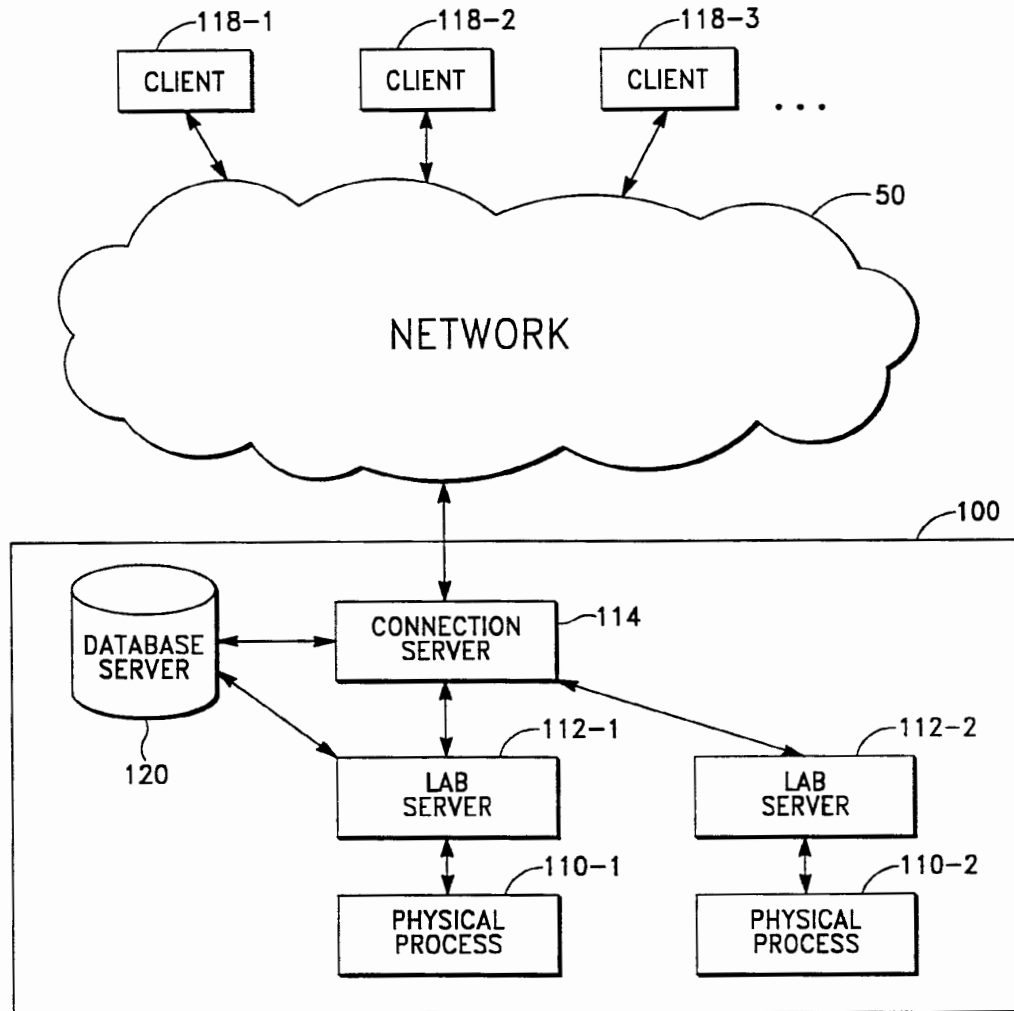 118-1 118-2 118-3
CLIENT CLIENT CLIENT
...
50
NETWORK
100
DATABASE
SERVER
CONNECTION
SERVER
114
120
112-1 112-2
LAB
SERVER
LAB
SERVER
110-1 110-2
PHYSICAL
PROCESS
PHYSICAL
PROCESS